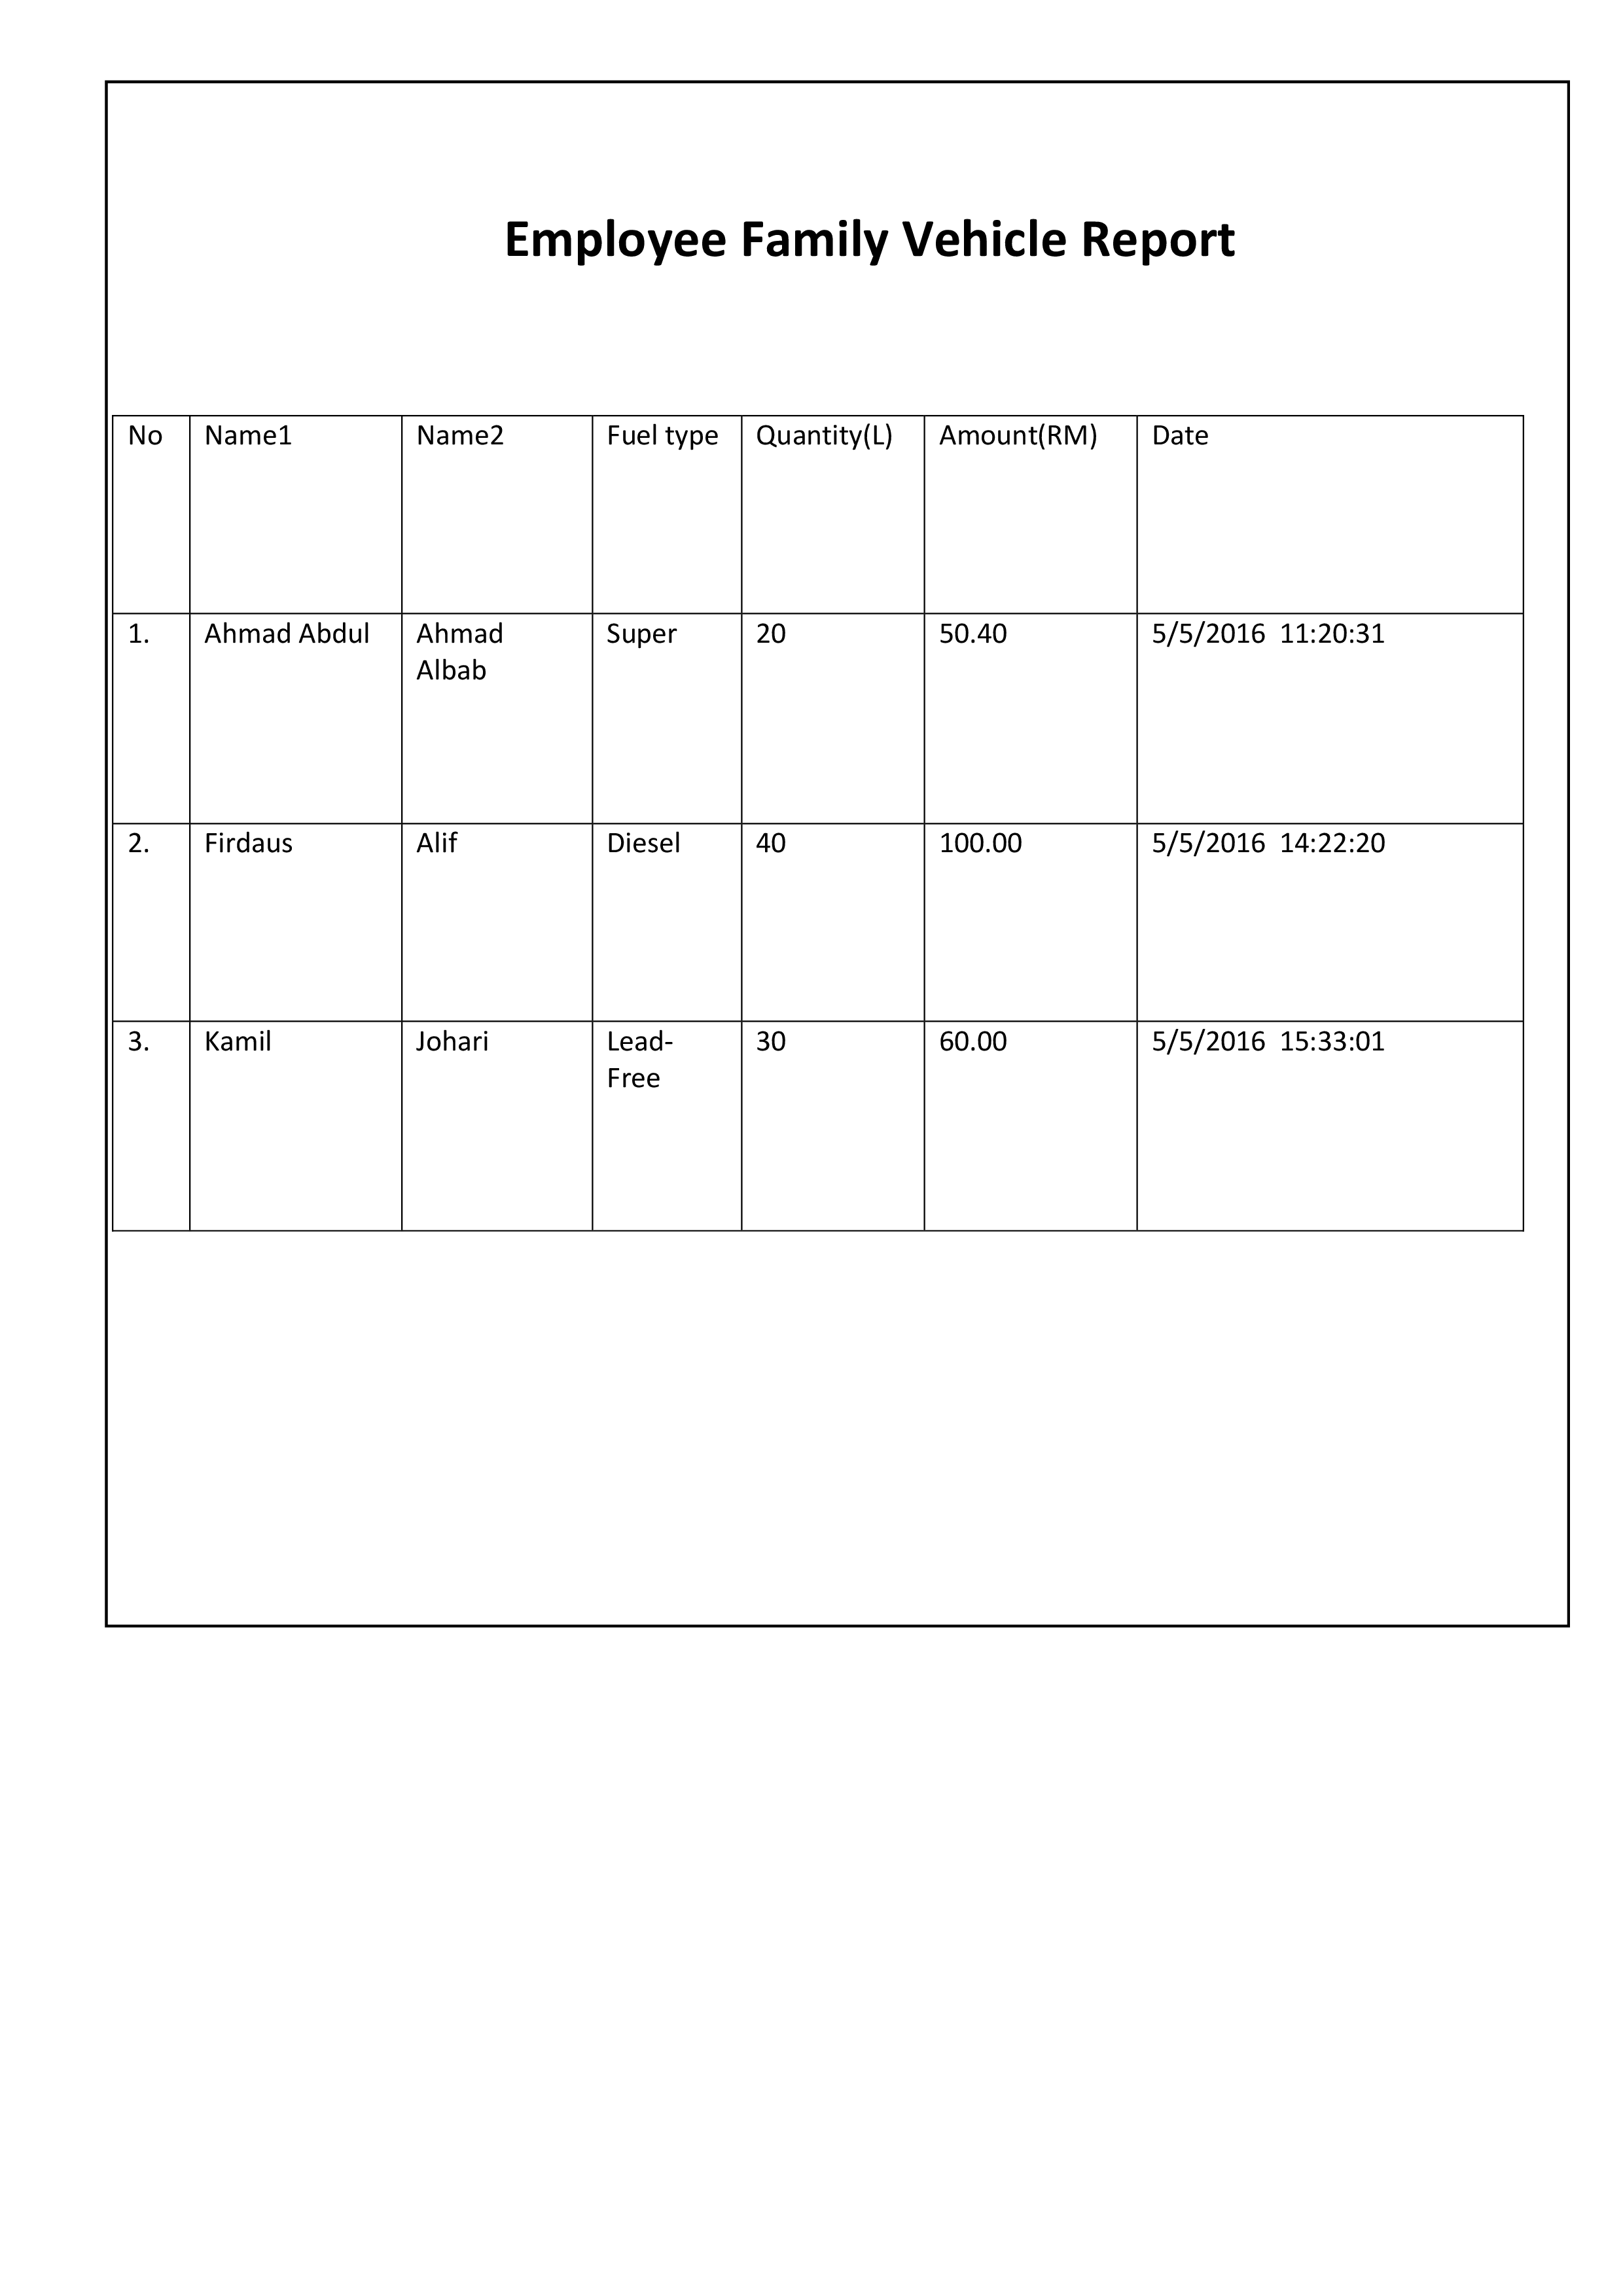 Employee Family Vehicle Report
No Name1 Name2 Fuel type Quantity(L) Amount(RM) Date
1. Ahmad Abdul Ahmad Super 20 50.40 5/5/2016 11:20:31
Albab
2. Firdaus Alif Diesel 40 100.00 5/5/2016 14:22:20
3. Kamil Johari Lead- 30 60.00 5/5/2016 15:33:01
Free